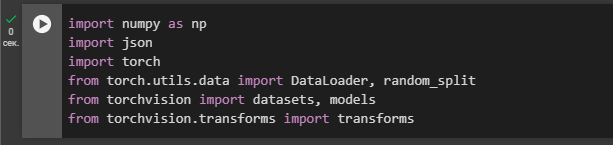 import numpy as np
import json
import torch
from torch.utils.data import DataLoader, random_split
from torchvision import datasets, models
from torchvision.transforms import transforms
0
сек.